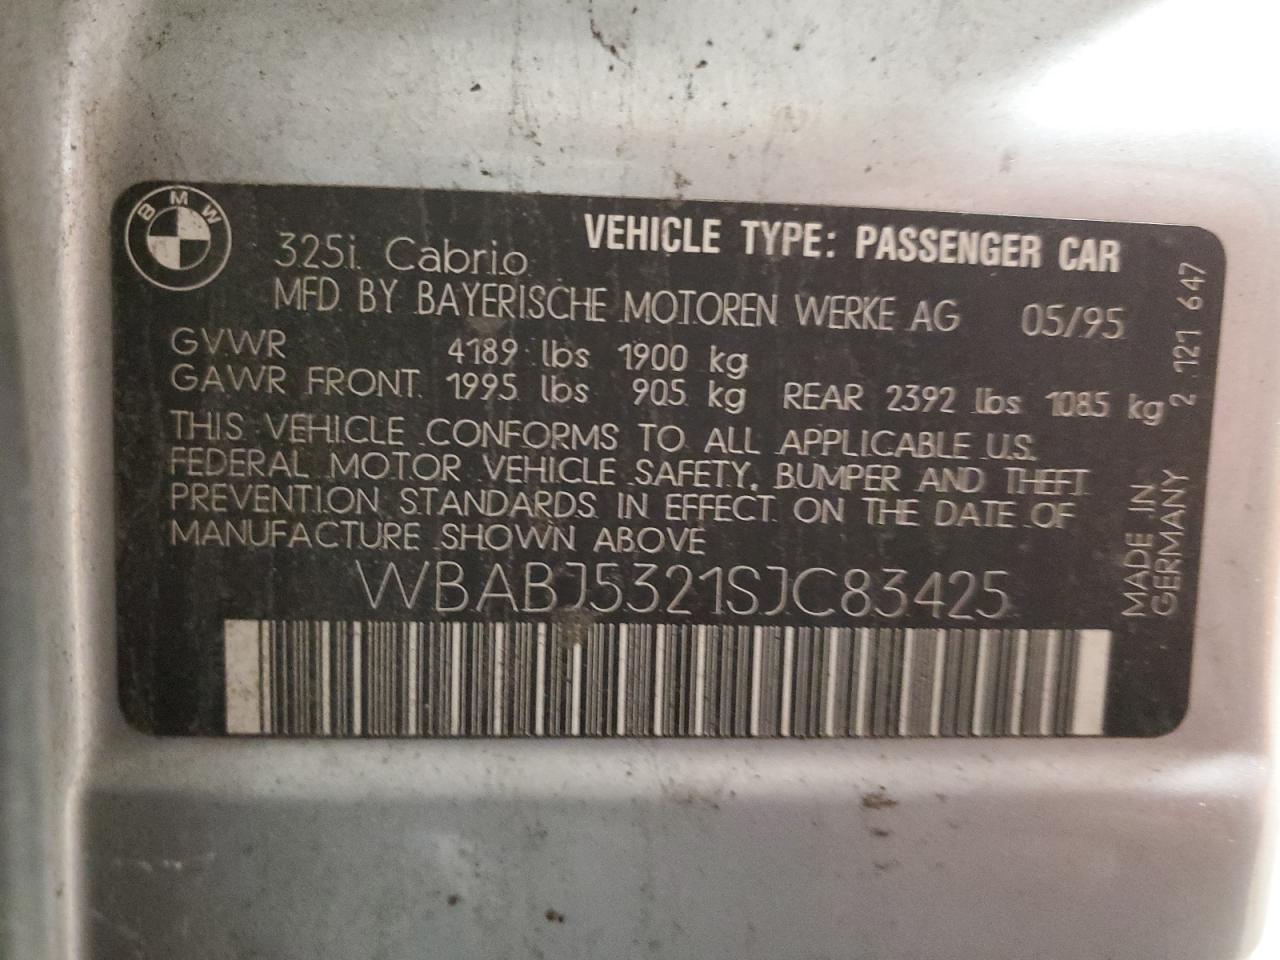 BMW
VEHICLE TYPE: PASSENGER CAR
325i Cabrio
MFD BY BAYERISCHE MOTOREN WERKE AG 05/95
GVWR 4189 lbs 1900 kg
GAWR FRONT 1995 lbs 905 kg REAR 2392 lbs 1085 kg
THIS VEHICLE CONFORMS TO ALL APPLICABLE U.S.
FEDERAL MOTOR VEHICLE SAFETY, BUMPER AND THEFT
PREVENTION STANDARDS IN EFFECT ON THE DATE OF
MANUFACTURE SHOWN ABOVE
WBABJ5321SJC83425
MADE IN
GERMANY
2 121 647